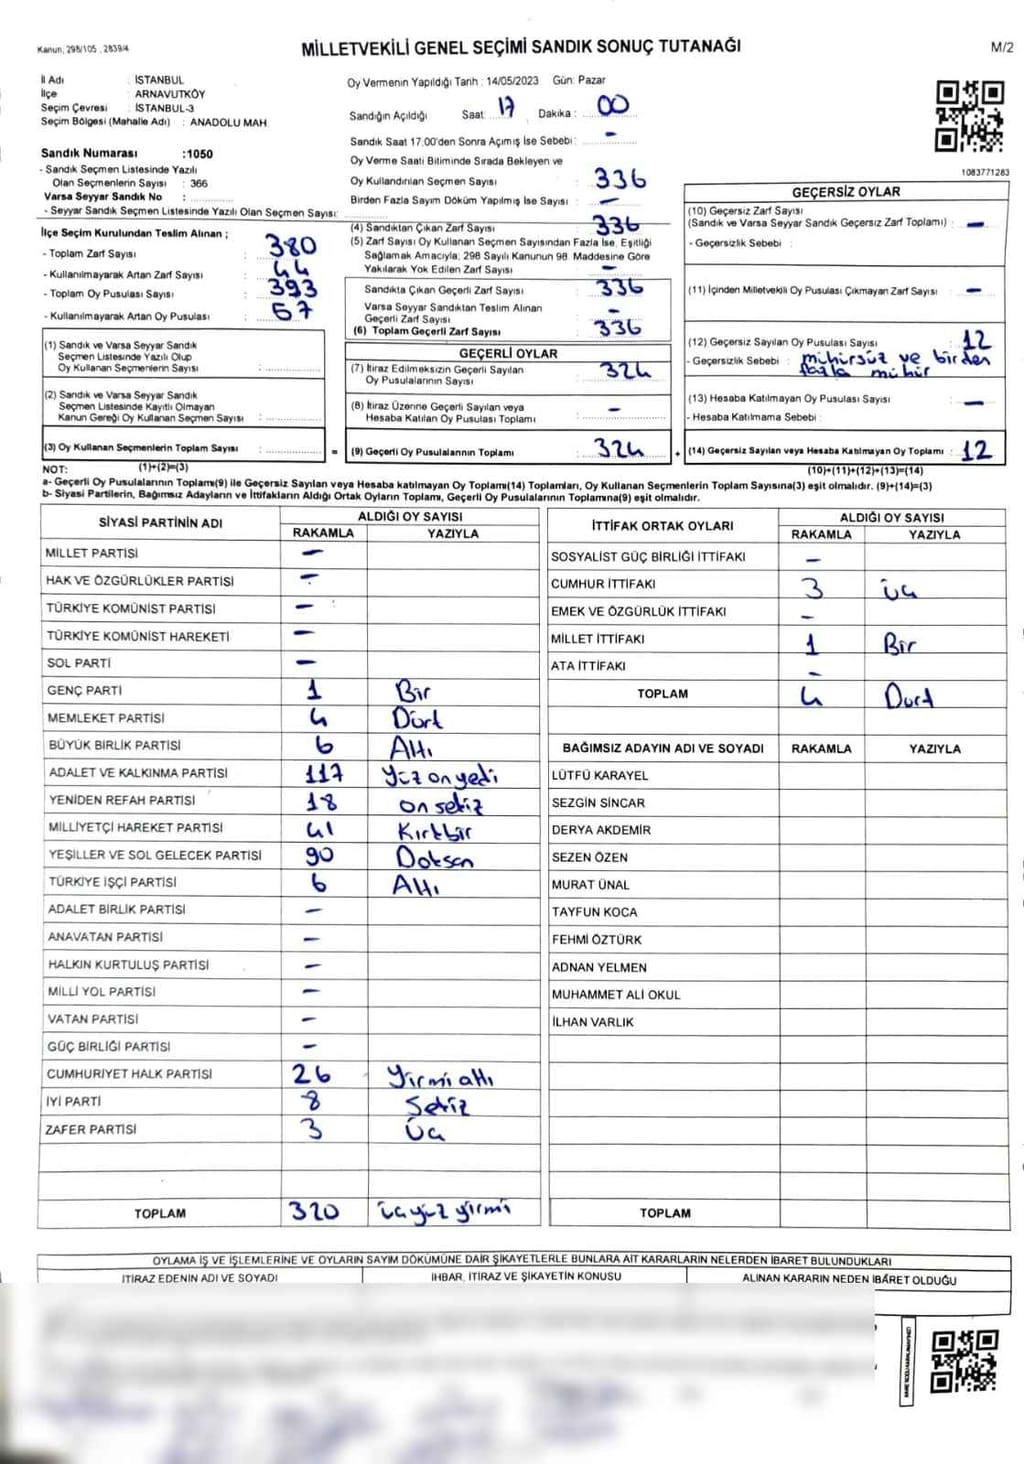 Kanun; 298/105 , 2839/4
MİLLETVEKİLİ GENEL SEÇİMİ SANDIK SONUÇ TUTANAĞI
M/2
İl Adı : İSTANBUL
İlçe : ARNAVUTKÖY
Seçim Çevresi : İSTANBUL-3
Seçim Bölgesi (Mahalle Adı) : ANADOLU MAH.
Sandık Numarası :1050
- Sandık Seçmen Listesinde Yazılı
Olan Seçmenlerin Sayısı : 366
Varsa Seyyar Sandık No :
- Seyyar Sandık Seçmen Listesinde Yazılı Olan Seçmen Sayısı:
İlçe Seçim Kurulundan Teslim Alınan ;
- Toplam Zarf Sayısı : 380
- Kullanılmayarak Artan Zarf Sayısı : 44
- Toplam Oy Pusulası Sayısı : 393
- Kullanılmayarak Artan Oy Pusulası : 57
Oy Vermenin Yapıldığı Tarih : 14/05/2023 Gün: Pazar
Sandığın Açıldığı Saat: 17 Dakika : 00
Sandık Saat 17:00'den Sonra Açımış İse Sebebi: -
Oy Verme Saati Bitiminde Sırada Bekleyen ve
Oy Kullandırılan Seçmen Sayısı : 336
Birden Fazla Sayım Döküm Yapılmış İse Sayısı : -
(4) Sandıktan Çıkan Zarf Sayısı : 336
(5) Zarf Sayısı Oy Kullanan Seçmen Sayısından Fazla İse, Eşitliği
Sağlamak Amacıyla; 298 Sayılı Kanunun 98. Maddesine Göre
Yakılarak Yok Edilen Zarf Sayısı : -
Sandıkta Çıkan Geçerli Zarf Sayısı : 336
Varsa Seyyar Sandıktan Teslim Alınan
Geçerli Zarf Sayısı : -
(6) Toplam Geçerli Zarf Sayısı : 336
1083771283
GEÇERSİZ OYLAR
(10) Geçersiz Zarf Sayısı
(Sandık ve Varsa Seyyar Sandık Geçersiz Zarf Toplamı) : -
- Geçersizlik Sebebi :
(11) İçinden Milletvekili Oy Pusulası Çıkmayan Zarf Sayısı : -
(12) Geçersiz Sayılan Oy Pusulası Sayısı : 12
- Geçersizlik Sebebi : mühürsüz ve birden
fazla mühür
(13) Hesaba Katılmayan Oy Pusulası Sayısı : -
- Hesaba Katılmama Sebebi :
(14) Geçersiz Sayılan veya Hesaba Katılmayan Oy Toplamı : 12
(10)+(11)+(12)+(13)=(14)
(1) Sandık ve Varsa Seyyar Sandık
Seçmen Listesinde Yazılı Olup
Oy Kullanan Seçmenlerin Sayısı :
(2) Sandık ve Varsa Seyyar Sandık
Seçmen Listesinde Kayıtlı Olmayan
Kanun Gereği Oy Kullanan Seçmen Sayısı :
(3) Oy Kullanan Seçmenlerin Toplam Sayısı :
NOT: (1)+(2)=(3)
GEÇERLİ OYLAR
(7) İtiraz Edilmeksizin Geçerli Sayılan
Oy Pusulalarının Sayısı : 324
(8) İtiraz Üzerine Geçerli Sayılan veya
Hesaba Katılan Oy Pusulası Toplamı : -
= (9) Geçerli Oy Pusulalarının Toplamı : 324 +
a- Geçerli Oy Pusulalarının Toplam(9) ile Geçersiz Sayılan veya Hesaba katılmayan Oy Toplamı(14) Toplamları, Oy Kullanan Seçmenlerin Toplam Sayısına(3) eşit olmalıdır. (9)+(14)=(3)
b- Siyasi Partilerin, Bağımsız Adayların ve İttifakların Aldığı Ortak Oyların Toplamı, Geçerli Oy Pusulalarının Toplamına(9) eşit olmalıdır.
SİYASİ PARTİNİN ADI ALDIĞI OY SAYISI
RAKAMLA YAZIYLA
MİLLET PARTİSİ -
HAK VE ÖZGÜRLÜKLER PARTİSİ -
TÜRKİYE KOMÜNİST PARTİSİ -
TÜRKİYE KOMÜNİST HAREKETİ -
SOL PARTİ -
GENÇ PARTİ 1 Bir
MEMLEKET PARTİSİ 4 Dört
BÜYÜK BİRLİK PARTİSİ 6 Altı
ADALET VE KALKINMA PARTİSİ 117 Yüz on yedi
YENİDEN REFAH PARTİSİ 18 on sekiz
MİLLİYETÇİ HAREKET PARTİSİ 41 Kırkbir
YEŞİLLER VE SOL GELECEK PARTİSİ 90 Doksan
TÜRKİYE İŞÇİ PARTİSİ 6 Altı
ADALET BİRLİK PARTİSİ -
ANAVATAN PARTİSİ -
HALKIN KURTULUŞ PARTİSİ -
MİLLİ YOL PARTİSİ -
VATAN PARTİSİ -
GÜÇ BİRLİĞİ PARTİSİ -
CUMHURİYET HALK PARTİSİ 26 Yirmi altı
İYİ PARTİ 8 Sekiz
ZAFER PARTİSİ 3 Üç
TOPLAM 320 üçyüz yirmi
İTTİFAK ORTAK OYLARI ALDIĞI OY SAYISI
RAKAMLA YAZIYLA
SOSYALİST GÜÇ BİRLİĞİ İTTİFAKI -
CUMHUR İTTİFAKI 3 üç
EMEK VE ÖZGÜRLÜK İTTİFAKI -
MİLLET İTTİFAKI 1 Bir
ATA İTTİFAKI -
TOPLAM 4 Dört
BAĞIMSIZ ADAYIN ADI VE SOYADI RAKAMLA YAZIYLA
LÜTFÜ KARAYEL
SEZGİN SİNCAR
DERYA AKDEMİR
SEZEN ÖZEN
MURAT ÜNAL
TAYFUN KOCA
FEHMİ ÖZTÜRK
ADNAN YELMEN
MUHAMMET ALİ OKUL
İLHAN VARLIK
TOPLAM
OYLAMA İŞ VE İŞLEMLERİNE VE OYLARIN SAYIM DÖKÜMÜNE DAİR ŞİKAYETLERLE BUNLARA AİT KARARLARIN NELERDEN İBARET BULUNDUKLARI
İTİRAZ EDENİN ADI VE SOYADI İHBAR, İTİRAZ VE ŞİKAYETİN KONUSU ALINAN KARARIN NEDEN İBARET OLDUĞU